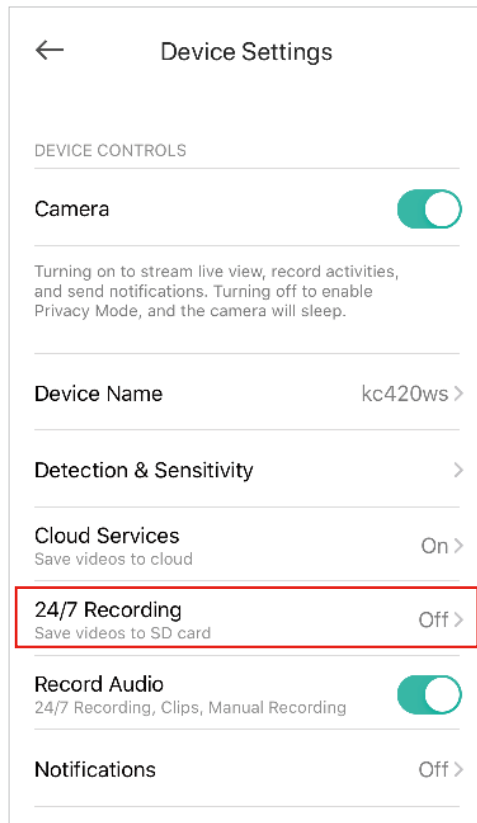 Device Settings
DEVICE CONTROLS
Camera
Turning on to stream live view, record activities,
and send notifications. Turning off to enable
Privacy Mode, and the camera will sleep.
Device Name kc420ws
Detection & Sensitivity
Cloud Services
Save videos to cloud
On
24/7 Recording
Save videos to SD card
Off
Record Audio
24/7 Recording, Clips, Manual Recording
Notifications Off